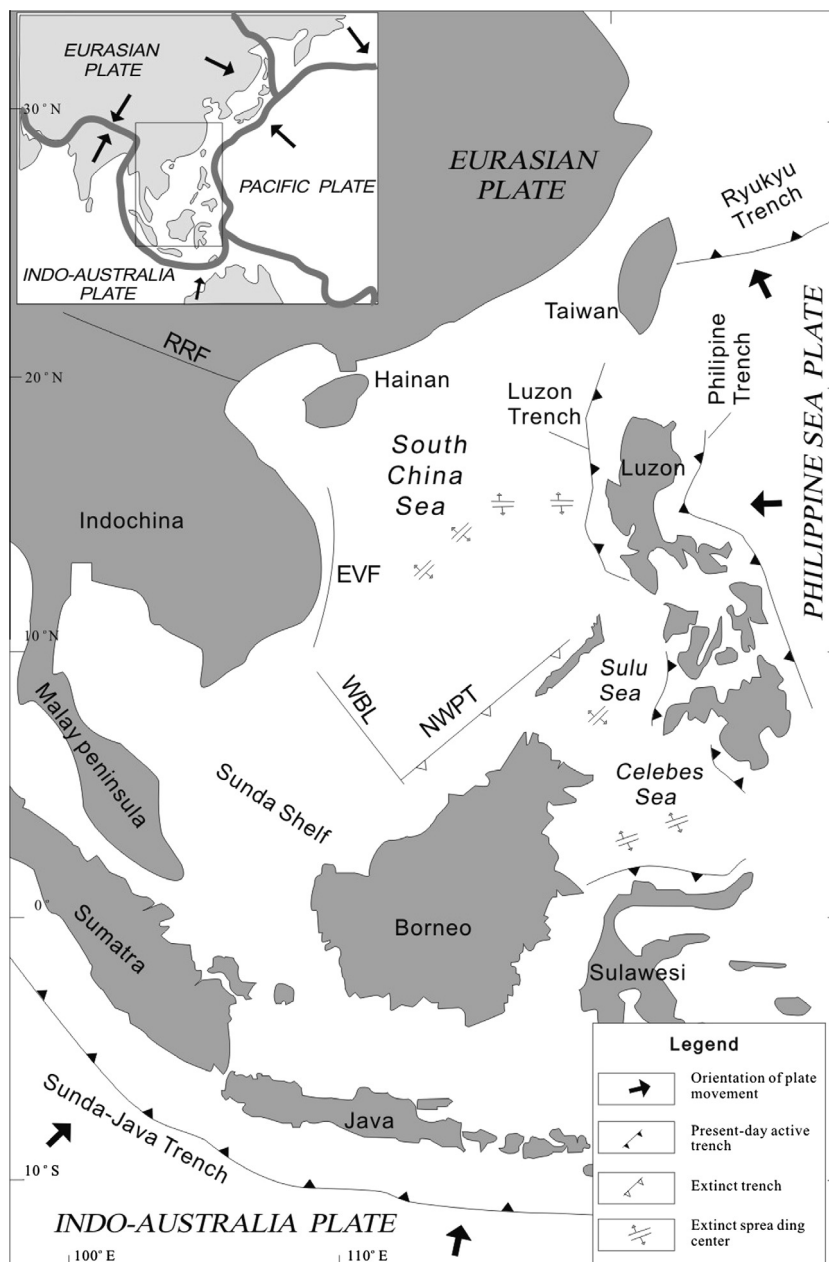 EURASIAN
PLATE
30°N
PACIFIC PLATE
INDO-AUSTRALIA
PLATE
EURASIAN
PLATE
Ryukyu
Trench
Taiwan
RRF
20°N
Hainan
Luzon
Trench
Philipine
Trench
PHILIPPINE SEA PLATE
South
China
Sea
Luzon
Indochina
EVF
10°N
Sulu
Sea
WBL
NWPT
Malay peninsula
Celebes
Sea
Sunda Shelf
0°
Sumatra
Borneo
Sulawesi
Sunda-Java Trench
Java
10°S
INDO-AUSTRALIA PLATE
100°E
110°E
Legend
Orientation of plate
movement
Present-day active
trench
Extinct trench
Extinct sprea ding
center